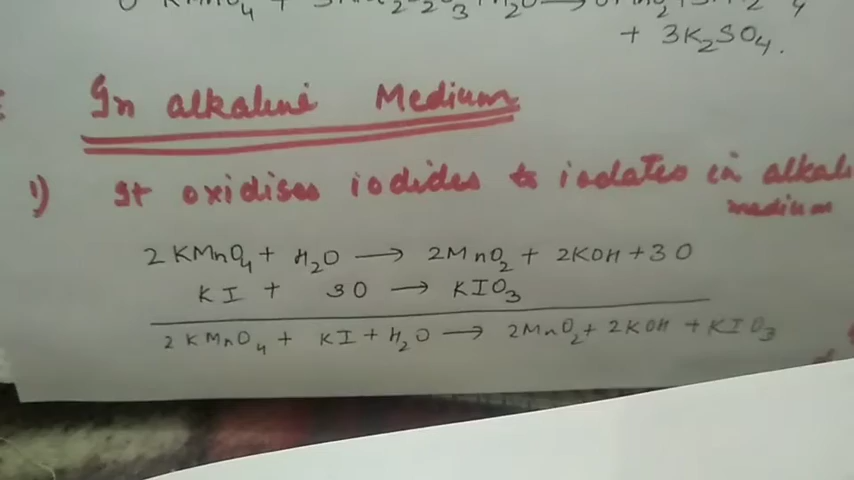 + 3K₂SO₄.
In alkaline Medium
1) It oxidises iodides to iodates in alkali
medium
2KMnO₄ + H₂O ⟶ 2MnO₂ + 2KOH + 3O
KI + 3O ⟶ KIO₃
2KMnO₄ + KI + H₂O ⟶ 2MnO₂ + 2KOH + KIO₃